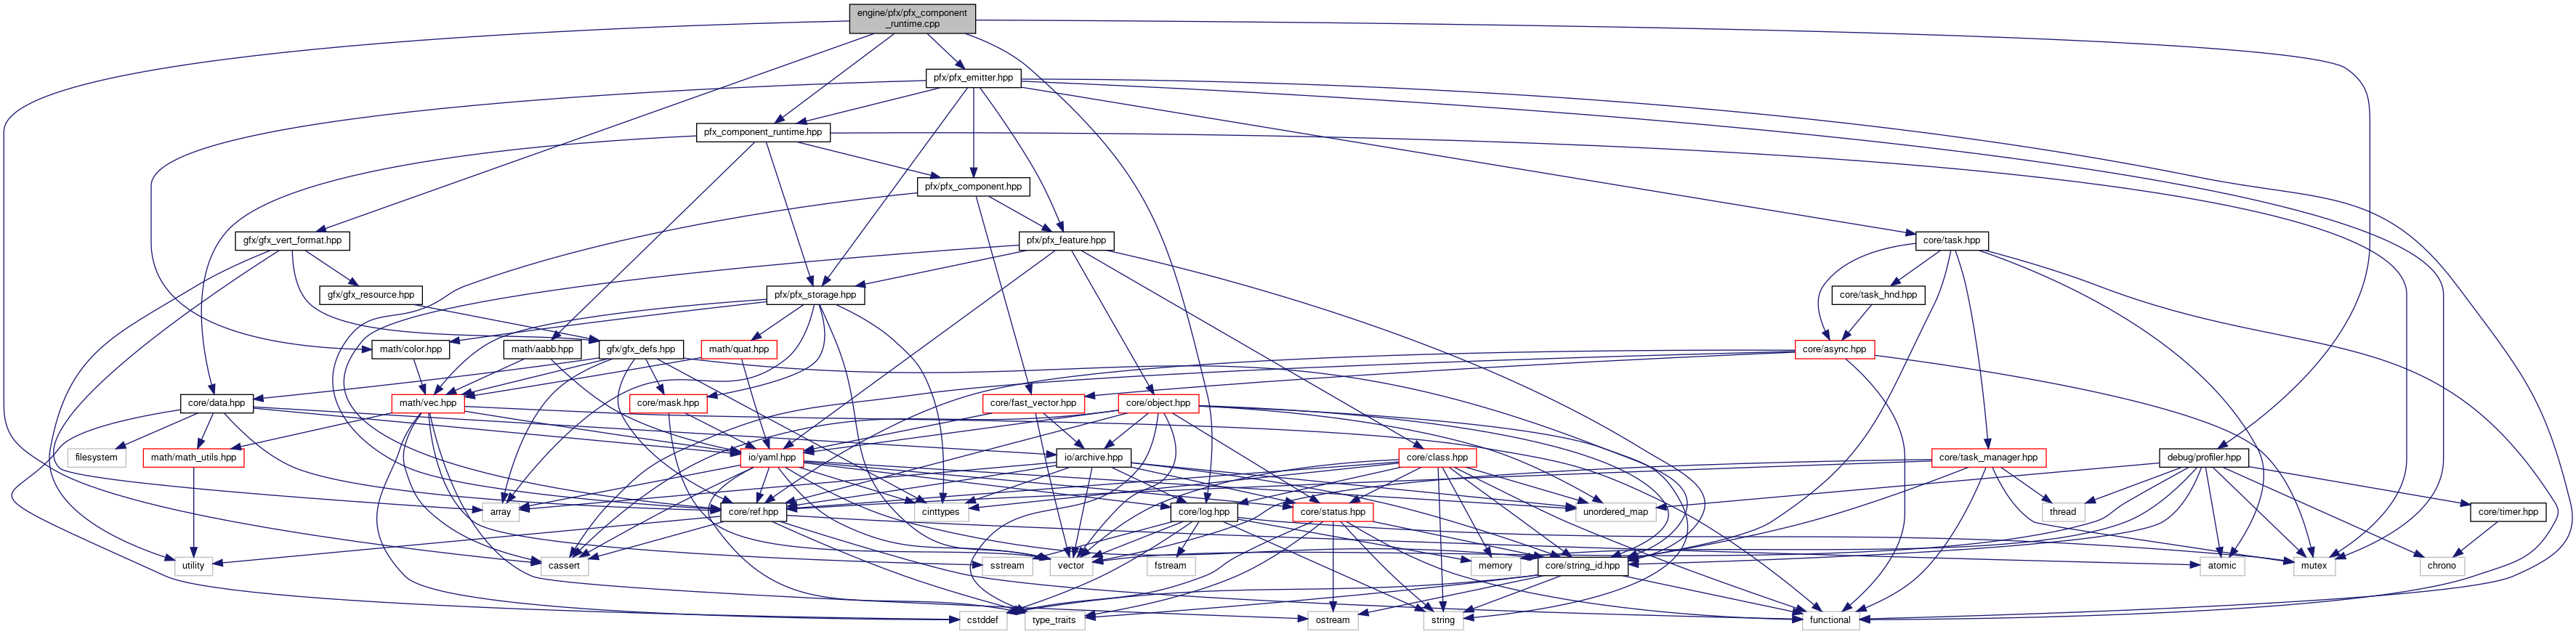 engine/pfx/pfx_component
_runtime.cpp
pfx/pfx_emitter.hpp
pfx_component_runtime.hpp
pfx/pfx_component.hpp
gfx/gfx_vert_format.hpp
pfx/pfx_feature.hpp
core/task.hpp
gfx/gfx_resource.hpp
pfx/pfx_storage.hpp
core/task_hnd.hpp
math/color.hpp
math/aabb.hpp
gfx/gfx_defs.hpp
math/quat.hpp
core/async.hpp
core/data.hpp
math/vec.hpp
core/mask.hpp
core/fast_vector.hpp
core/object.hpp
filesystem
math/math_utils.hpp
io/yaml.hpp
io/archive.hpp
core/class.hpp
core/task_manager.hpp
debug/profiler.hpp
array
core/ref.hpp
cinttypes
core/log.hpp
core/status.hpp
unordered_map
thread
core/timer.hpp
utility
cassert
sstream
vector
fstream
memory
core/string_id.hpp
atomic
mutex
chrono
cstddef
type_traits
ostream
string
functional